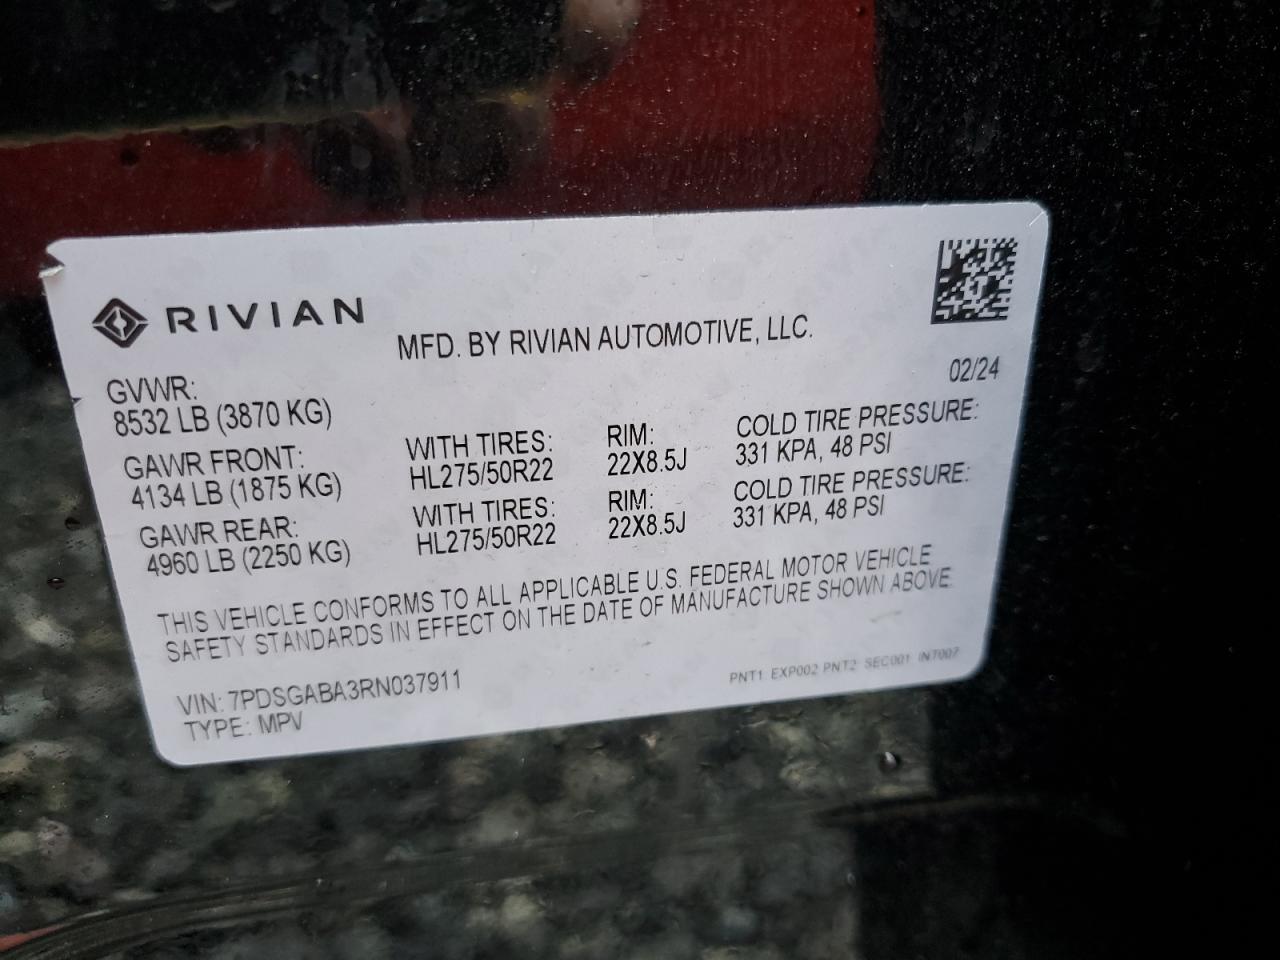 RIVIAN
MFD. BY RIVIAN AUTOMOTIVE, LLC.
02/24
GVWR:
8532 LB (3870 KG)
GAWR FRONT: WITH TIRES: RIM: COLD TIRE PRESSURE:
4134 LB (1875 KG) HL275/50R22 22X8.5J 331 KPA, 48 PSI
GAWR REAR: WITH TIRES: RIM: COLD TIRE PRESSURE:
4960 LB (2250 KG) HL275/50R22 22X8.5J 331 KPA, 48 PSI
THIS VEHICLE CONFORMS TO ALL APPLICABLE U.S. FEDERAL MOTOR VEHICLE
SAFETY STANDARDS IN EFFECT ON THE DATE OF MANUFACTURE SHOWN ABOVE.
PNT1: EXP002 PNT2: SEC001 INT007
VIN: 7PDSGABA3RN037911
TYPE: MPV